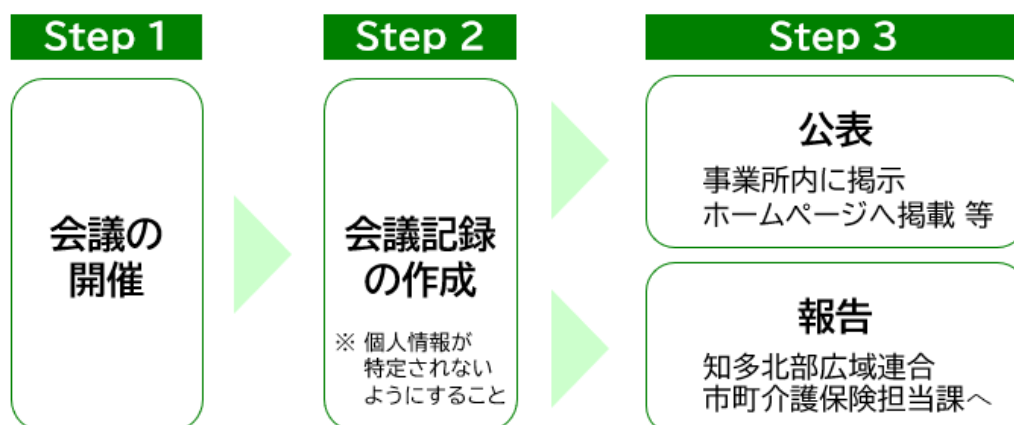 Step 1
会議の
開催
Step 2
会議記録
の作成
※ 個人情報が
特定されない
ようにすること
Step 3
公表
事業所内に掲示
ホームページへ掲載 等
報告
知多北部広域連合
市町介護保険担当課へ